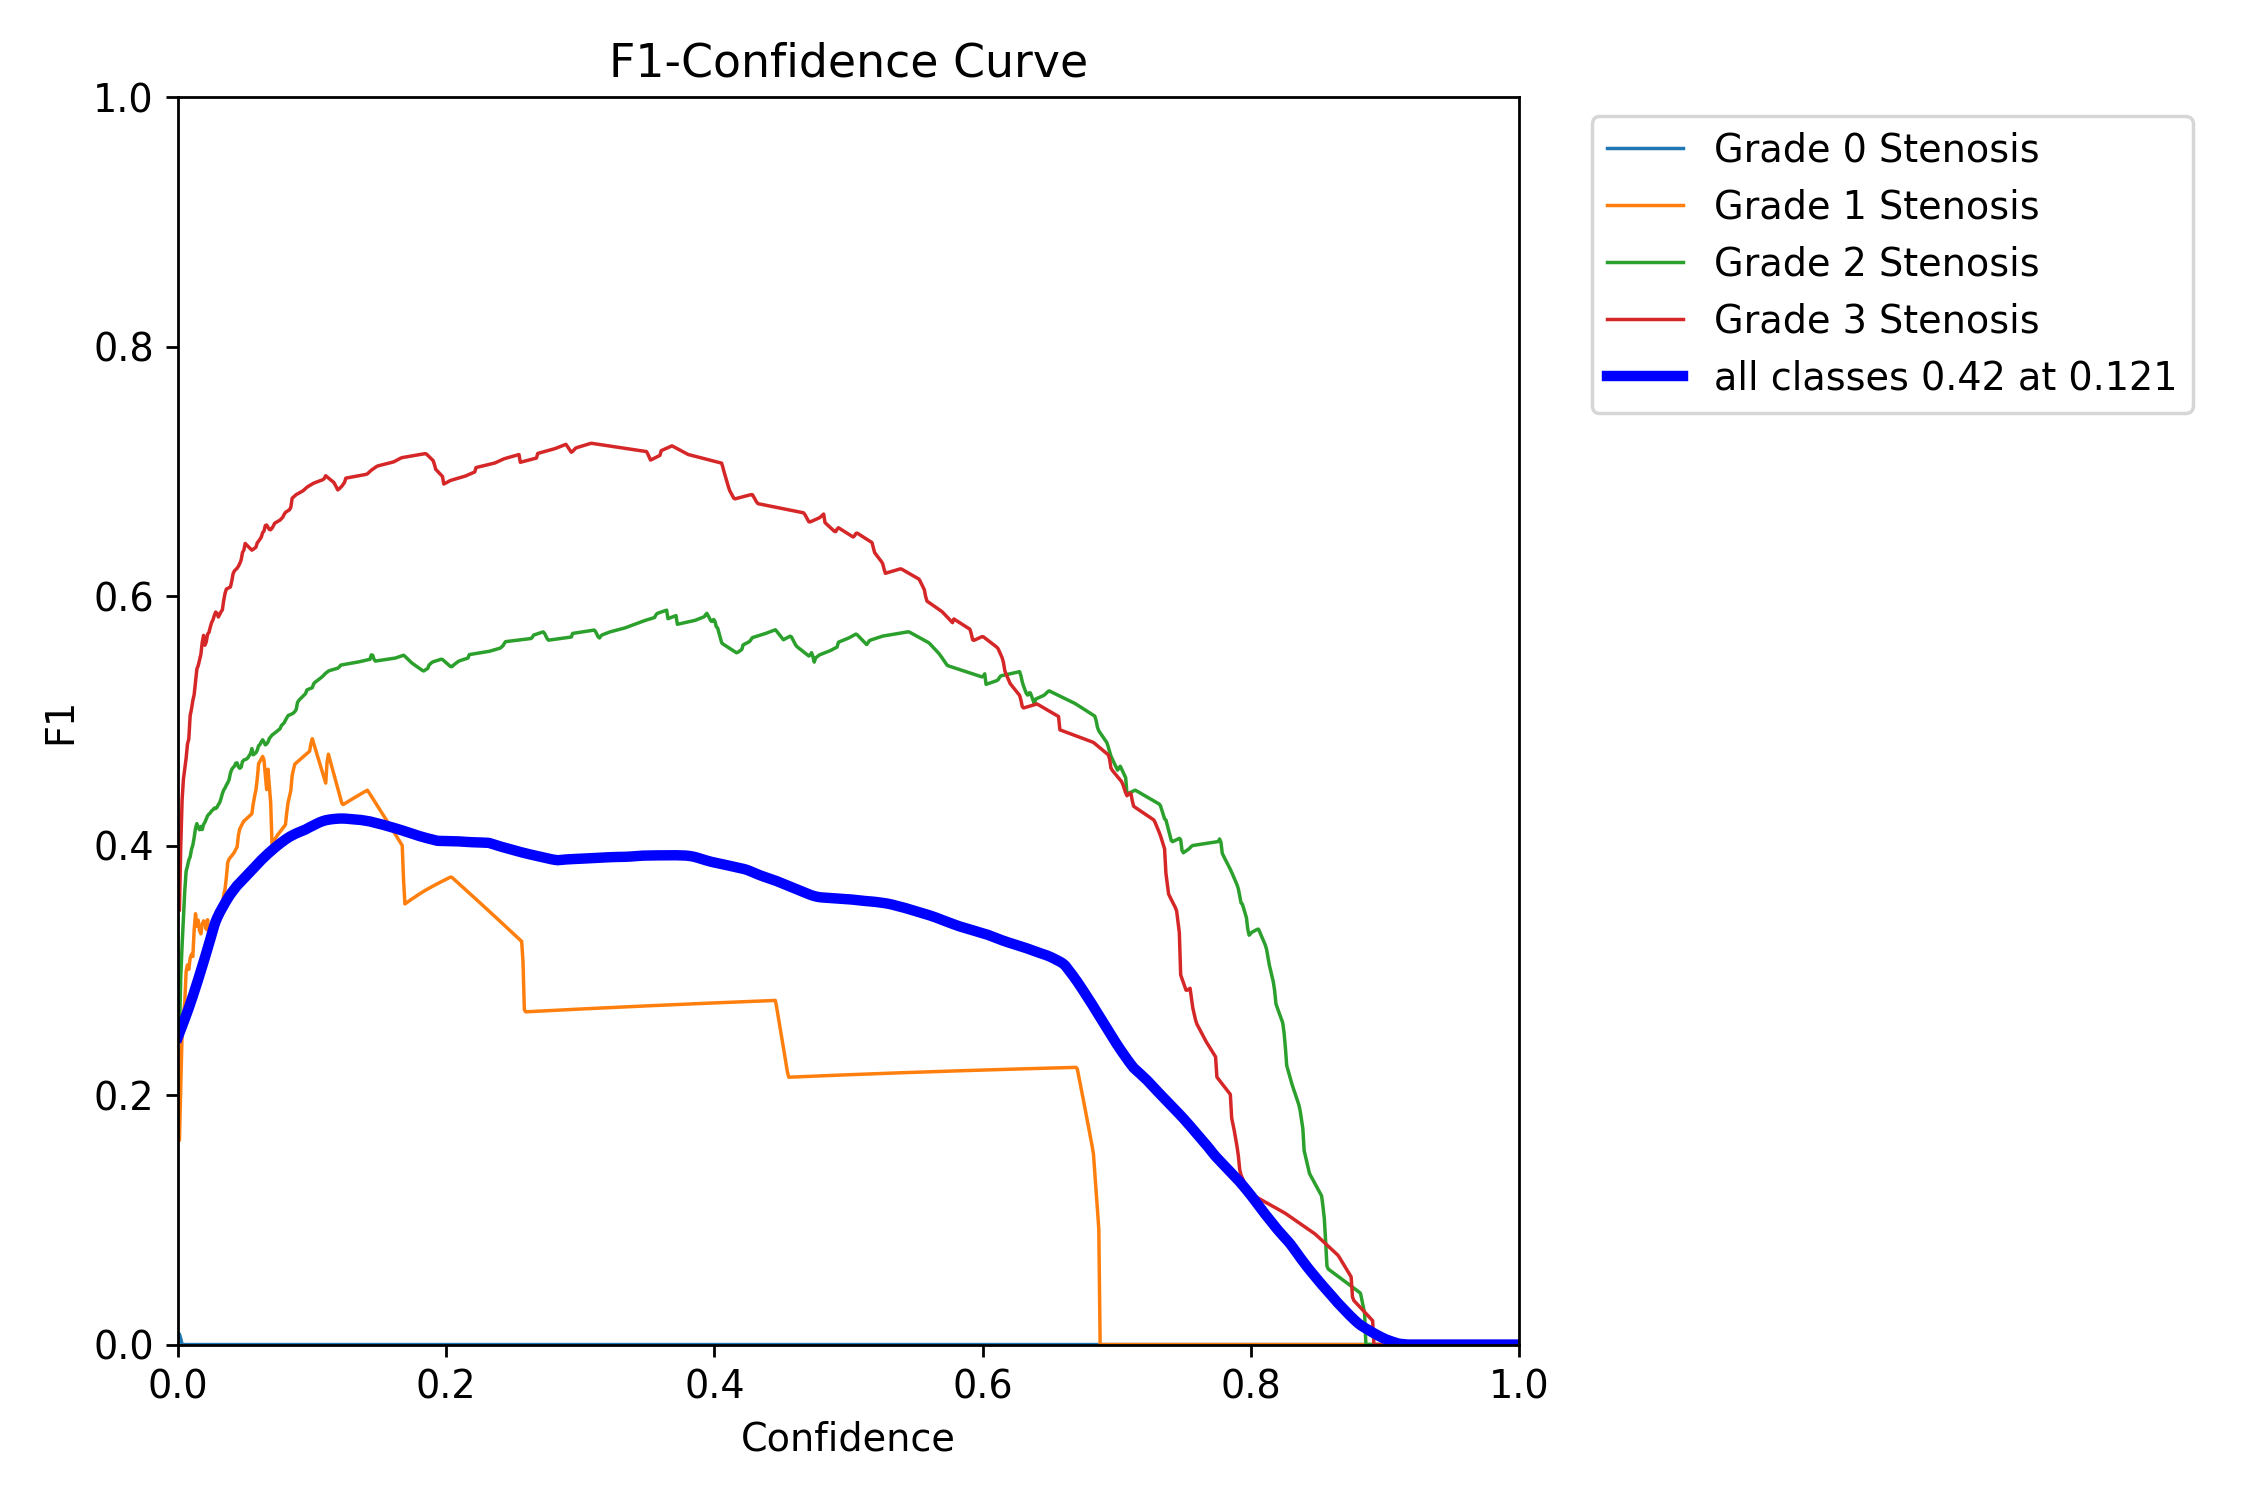 F1-Confidence Curve
1.0
0.8
0.6
0.4
0.2
0.0
F1
0.0 0.2 0.4 0.6 0.8 1.0
Confidence
Grade 0 Stenosis
Grade 1 Stenosis
Grade 2 Stenosis
Grade 3 Stenosis
all classes 0.42 at 0.121